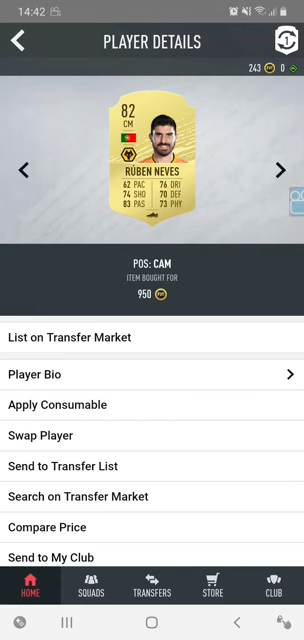 14:42
PLAYER DETAILS
243 FUT 0
82
CM
RÚBEN NEVES
62 PAC 76 DRI
74 SHO 70 DEF
83 PAS 73 PHY
POS: CAM
ITEM BOUGHT FOR
950 FUT
List on Transfer Market
Player Bio
Apply Consumable
Swap Player
Send to Transfer List
Search on Transfer Market
Compare Price
Send to My Club
HOME SQUADS TRANSFERS STORE CLUB